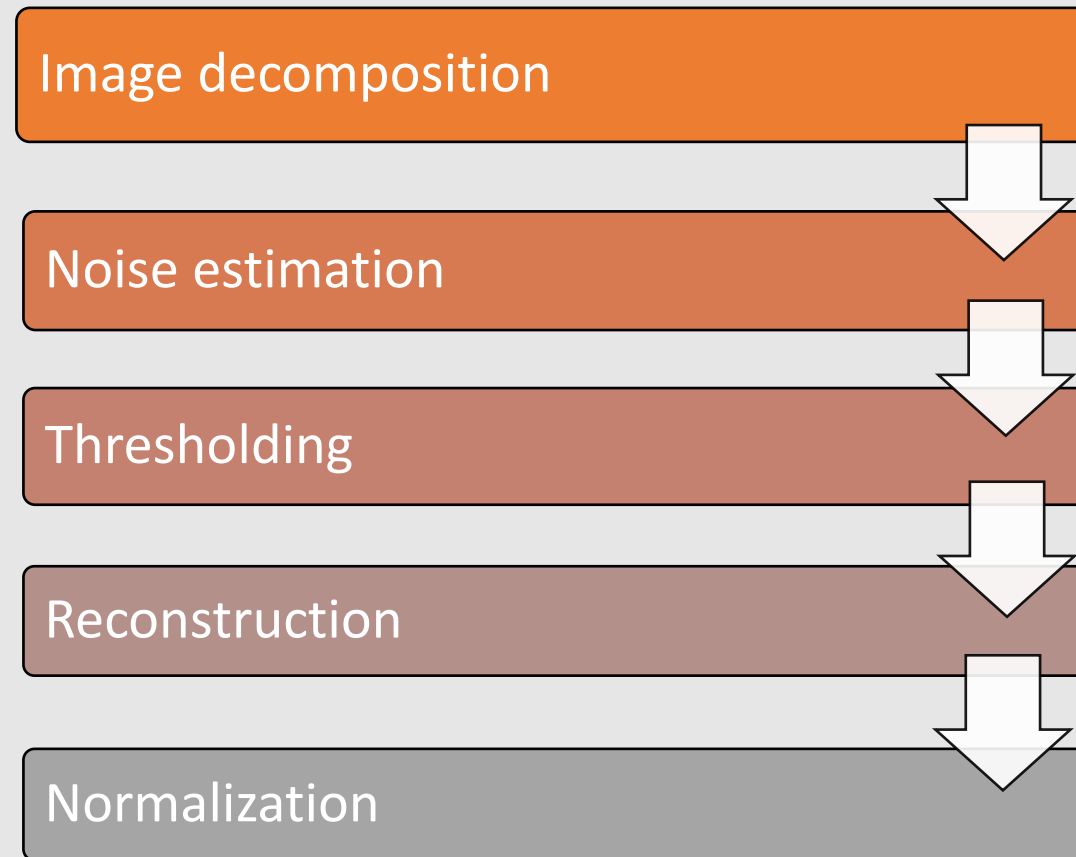 Image decomposition
Noise estimation
Thresholding
Reconstruction
Normalization